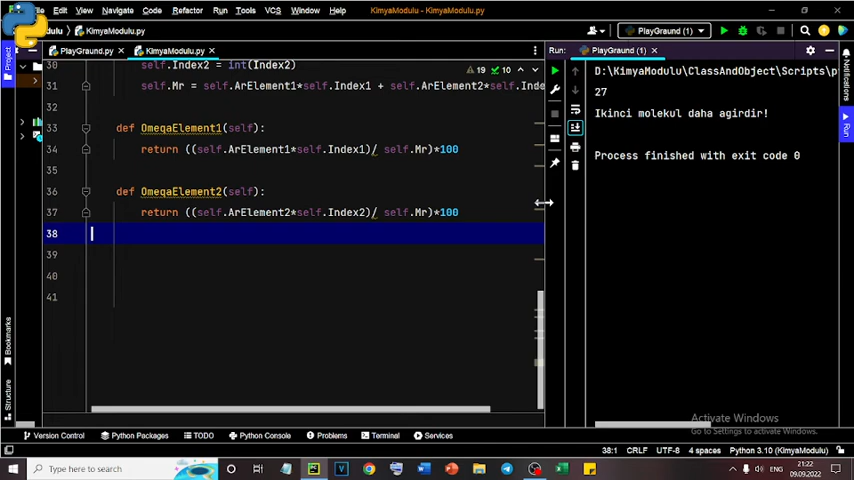 File Edit View Navigate Code Refactor Run Tools VCS Window Help KimyaModulu - KimyaModulu.py
KimyaModulu.py
PlayGround (1)
Project
PlayGround.py
KimyaModulu.py
Run: PlayGround (1)
Notifications
Run
19 10
30 self.Index2 = int(Index2)
31 self.Mr = self.ArElement1*self.Index1 + self.ArElement2*self.Inde
32
33 def OmeqaElement1(self):
34 return ((self.ArElement1*self.Index1)/ self.Mr)*100
35
36 def OmeqaElement2(self):
37 return ((self.ArElement2*self.Index2)/ self.Mr)*100
38
39
40
41
D:\KimyaModulu\ClassAndObject\Scripts\p
27
Ikinci molekul daha agirdir!
Process finished with exit code 0
Bookmarks
Structure
Activate Windows
Go to Settings to activate Windows.
Version Control Python Packages TODO Python Console Problems Terminal Services
38:1 CRLF UTF-8 4 spaces Python 3.10 (KimyaModulu)
Type here to search
ENG
21:22
09.09.2022